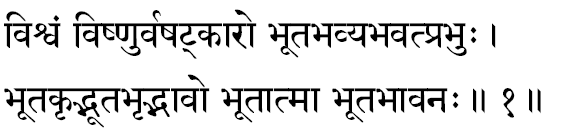 विश्वं विष्णुर्वषट्कारो भूतभव्यभवत्प्रभुः ।
भूतकृद्भूतभृद्भावो भूतात्मा भूतभावनः ॥ १ ॥